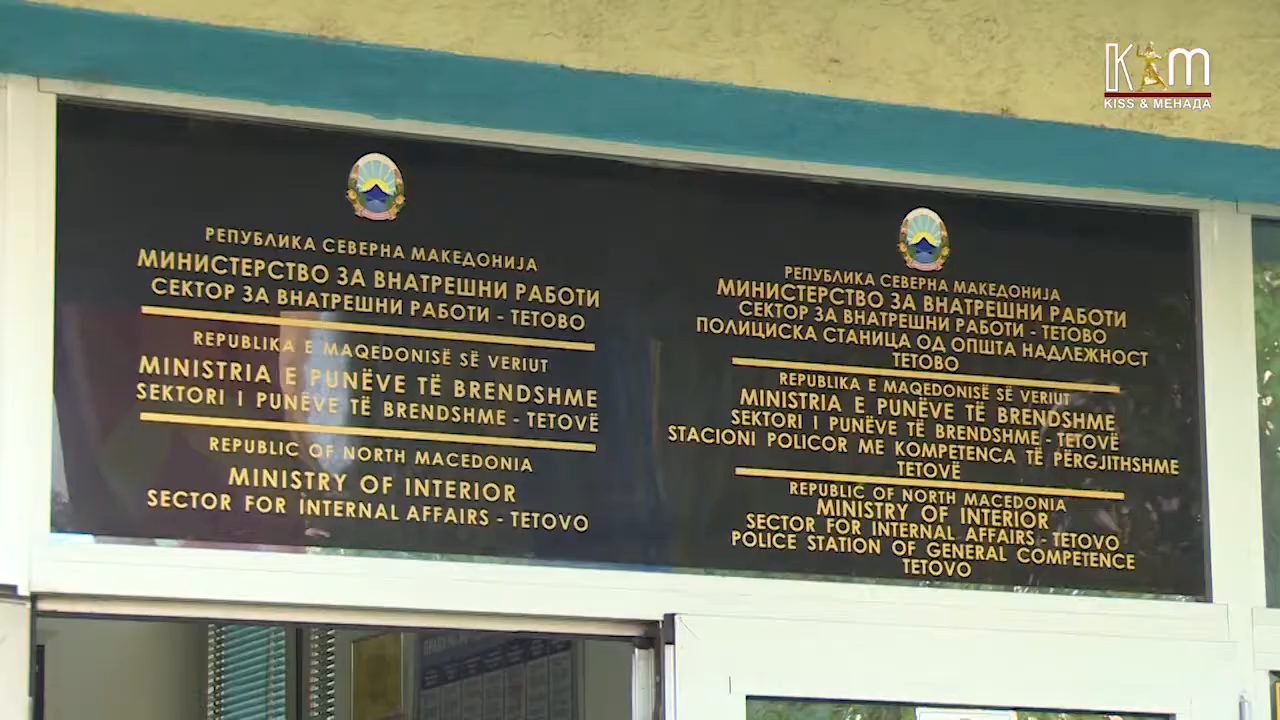 KISS & МЕНАДА
РЕПУБЛИКА СЕВЕРНА МАКЕДОНИЈА
МИНИСТЕРСТВО ЗА ВНАТРЕШНИ РАБОТИ
СЕКТОР ЗА ВНАТРЕШНИ РАБОТИ - ТЕТОВО
REPUBLIKA E MAQEDONISË SË VERIUT
MINISTRIA E PUNËVE TË BRENDSHME
SEKTORI I PUNËVE TË BRENDSHME - TETOVË
REPUBLIC OF NORTH MACEDONIA
MINISTRY OF INTERIOR
SECTOR FOR INTERNAL AFFAIRS - TETOVO
РЕПУБЛИКА СЕВЕРНА МАКЕДОНИЈА
МИНИСТЕРСТВО ЗА ВНАТРЕШНИ РАБОТИ
СЕКТОР ЗА ВНАТРЕШНИ РАБОТИ - ТЕТОВО
ПОЛИЦИСКА СТАНИЦА ОД ОПШТА НАДЛЕЖНОСТ
ТЕТОВО
REPUBLIKA E MAQEDONISË SË VERIUT
MINISTRIA E PUNËVE TË BRENDSHME
SEKTORI I PUNËVE TË BRENDSHME - TETOVË
STACIONI POLICOR ME KOMPETENCA TË PËRGJITHSHME
TETOVË
REPUBLIC OF NORTH MACEDONIA
MINISTRY OF INTERIOR
SECTOR FOR INTERNAL AFFAIRS - TETOVO
POLICE STATION OF GENERAL COMPETENCE
TETOVO